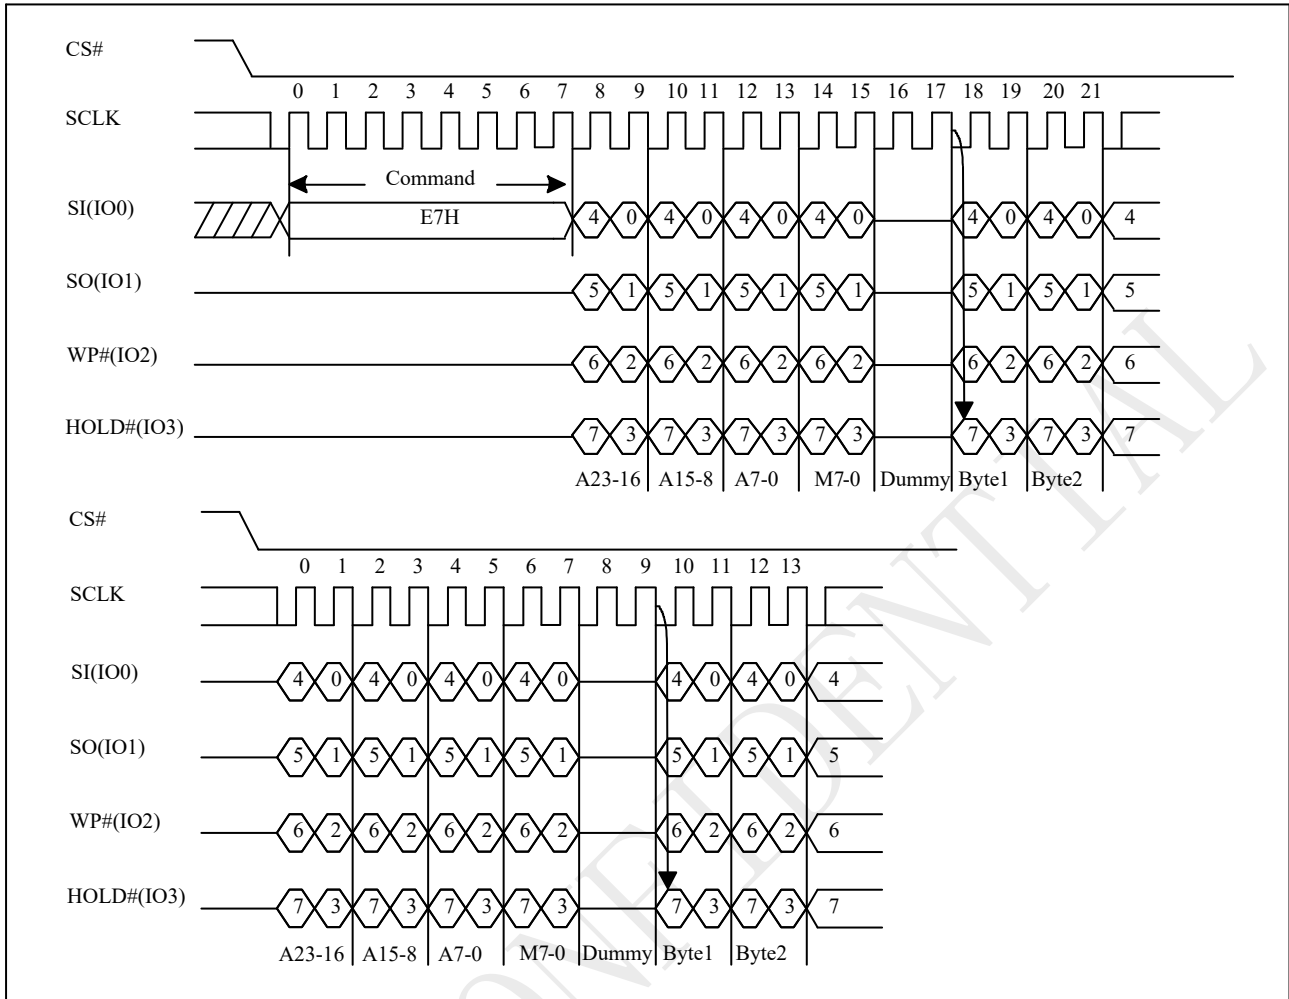 CS#
0 1 2 3 4 5 6 7 8 9 10 11 12 13 14 15 16 17 18 19 20 21
SCLK
Command
SI(IO0) E7H 4 0 4 0 4 0 4 0 4 0 4 0 4
SO(IO1) 5 1 5 1 5 1 5 1 5 1 5 1 5
WP#(IO2) 6 2 6 2 6 2 6 2 6 2 6 2 6
HOLD#(IO3) 7 3 7 3 7 3 7 3 7 3 7 3 7
A23-16 A15-8 A7-0 M7-0 Dummy Byte1 Byte2
CS#
0 1 2 3 4 5 6 7 8 9 10 11 12 13
SCLK
SI(IO0) 4 0 4 0 4 0 4 0 4 0 4 0 4
SO(IO1) 5 1 5 1 5 1 5 1 5 1 5 1 5
WP#(IO2) 6 2 6 2 6 2 6 2 6 2 6 2 6
HOLD#(IO3) 7 3 7 3 7 3 7 3 7 3 7 3 7
A23-16 A15-8 A7-0 M7-0 Dummy Byte1 Byte2
ONFIDENTIAL